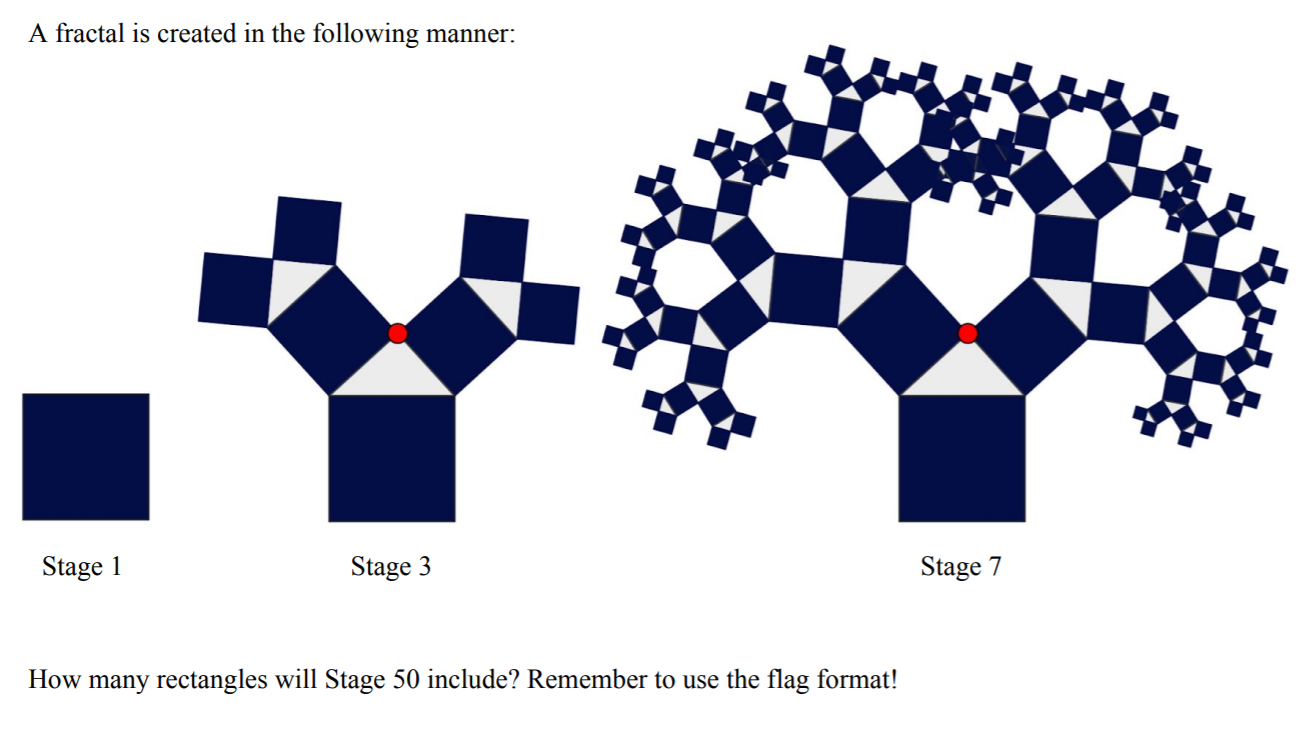 A fractal is created in the following manner:
Stage 1
Stage 3
Stage 7
How many rectangles will Stage 50 include? Remember to use the flag format!